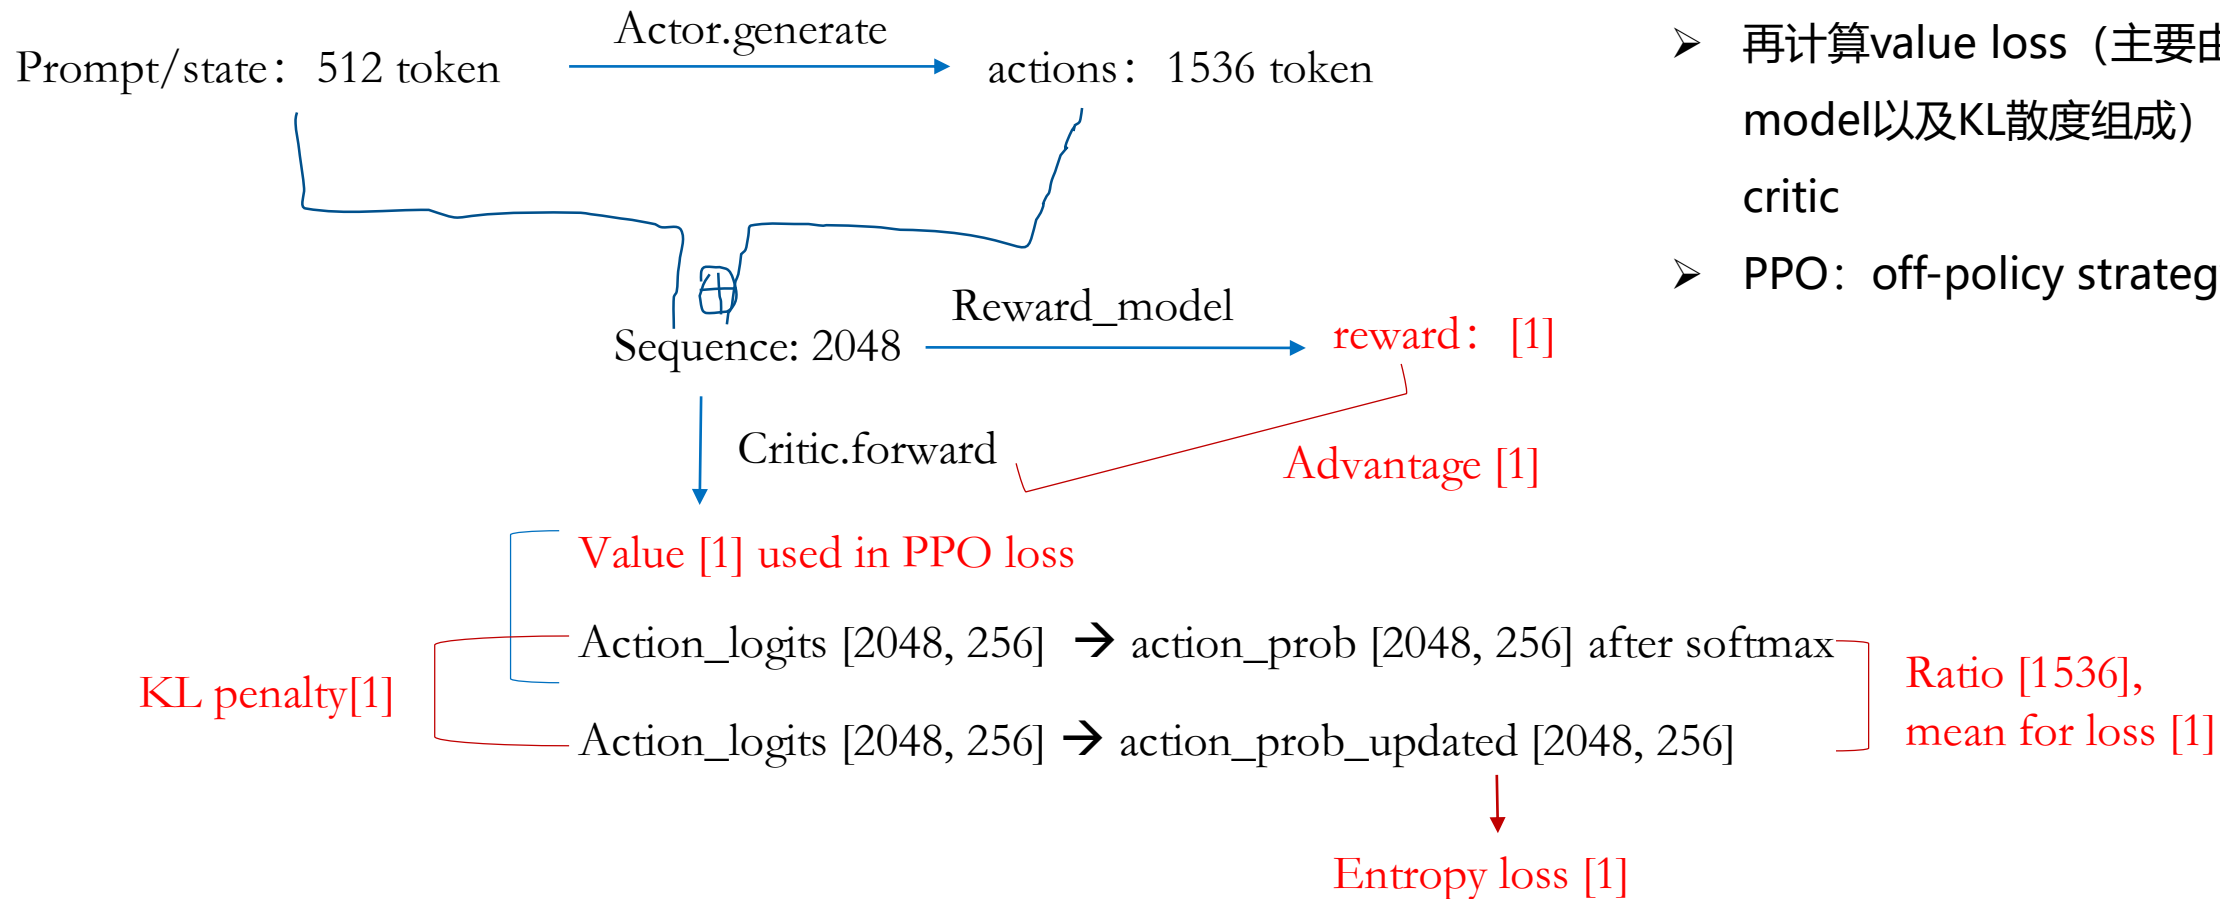 Actor.generate
Prompt/state： 512 token
actions： 1536 token
Sequence: 2048
Reward_model
reward： [1]
Critic.forward
Advantage [1]
Value [1] used in PPO loss
Action_logits [2048, 256] → action_prob [2048, 256] after softmax
KL penalty[1]
Action_logits [2048, 256] → action_prob_updated [2048, 256]
Ratio [1536],
mean for loss [1]
Entropy loss [1]
➢ 再计算value loss（主要
model以及KL散度组成）
critic
➢ PPO：off-policy strateg